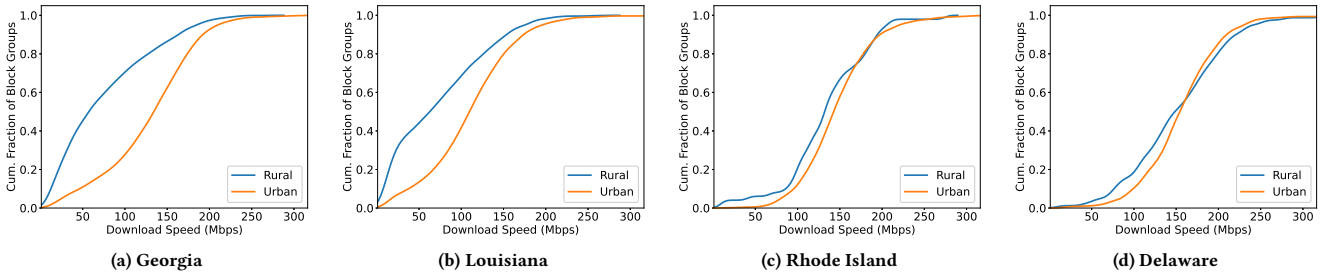 Cum. Fraction of Block Groups
1.0
0.8
0.6
0.4
0.2
0.0
50 100 150 200 250 300
Download Speed (Mbps)
Rural
Urban
(a) Georgia
Cum. Fraction of Block Groups
1.0
0.8
0.6
0.4
0.2
0.0
50 100 150 200 250 300
Download Speed (Mbps)
Rural
Urban
(b) Louisiana
Cum. Fraction of Block Groups
1.0
0.8
0.6
0.4
0.2
0.0
50 100 150 200 250 300
Download Speed (Mbps)
Rural
Urban
(c) Rhode Island
Cum. Fraction of Block Groups
1.0
0.8
0.6
0.4
0.2
0.0
50 100 150 200 250 300
Download Speed (Mbps)
Rural
Urban
(d) Delaware